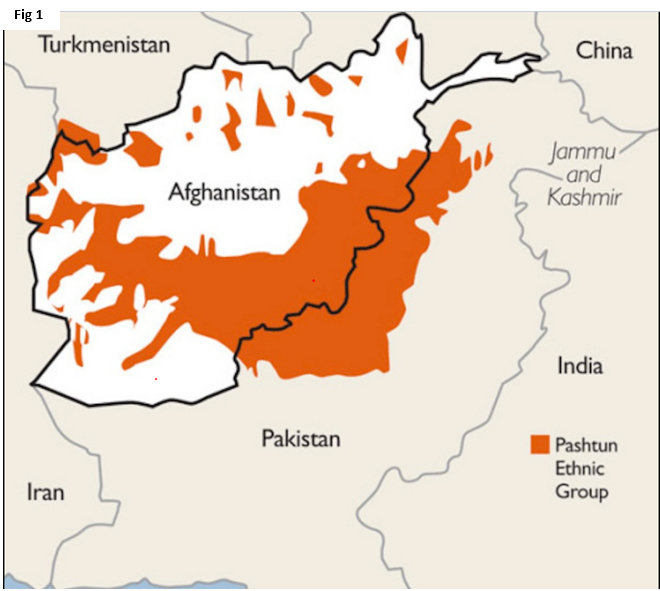 Fig 1
Turkmenistan
China
Jammu
and
Kashmir
Afghanistan
India
Pakistan
Pashtun
Ethnic
Group
Iran